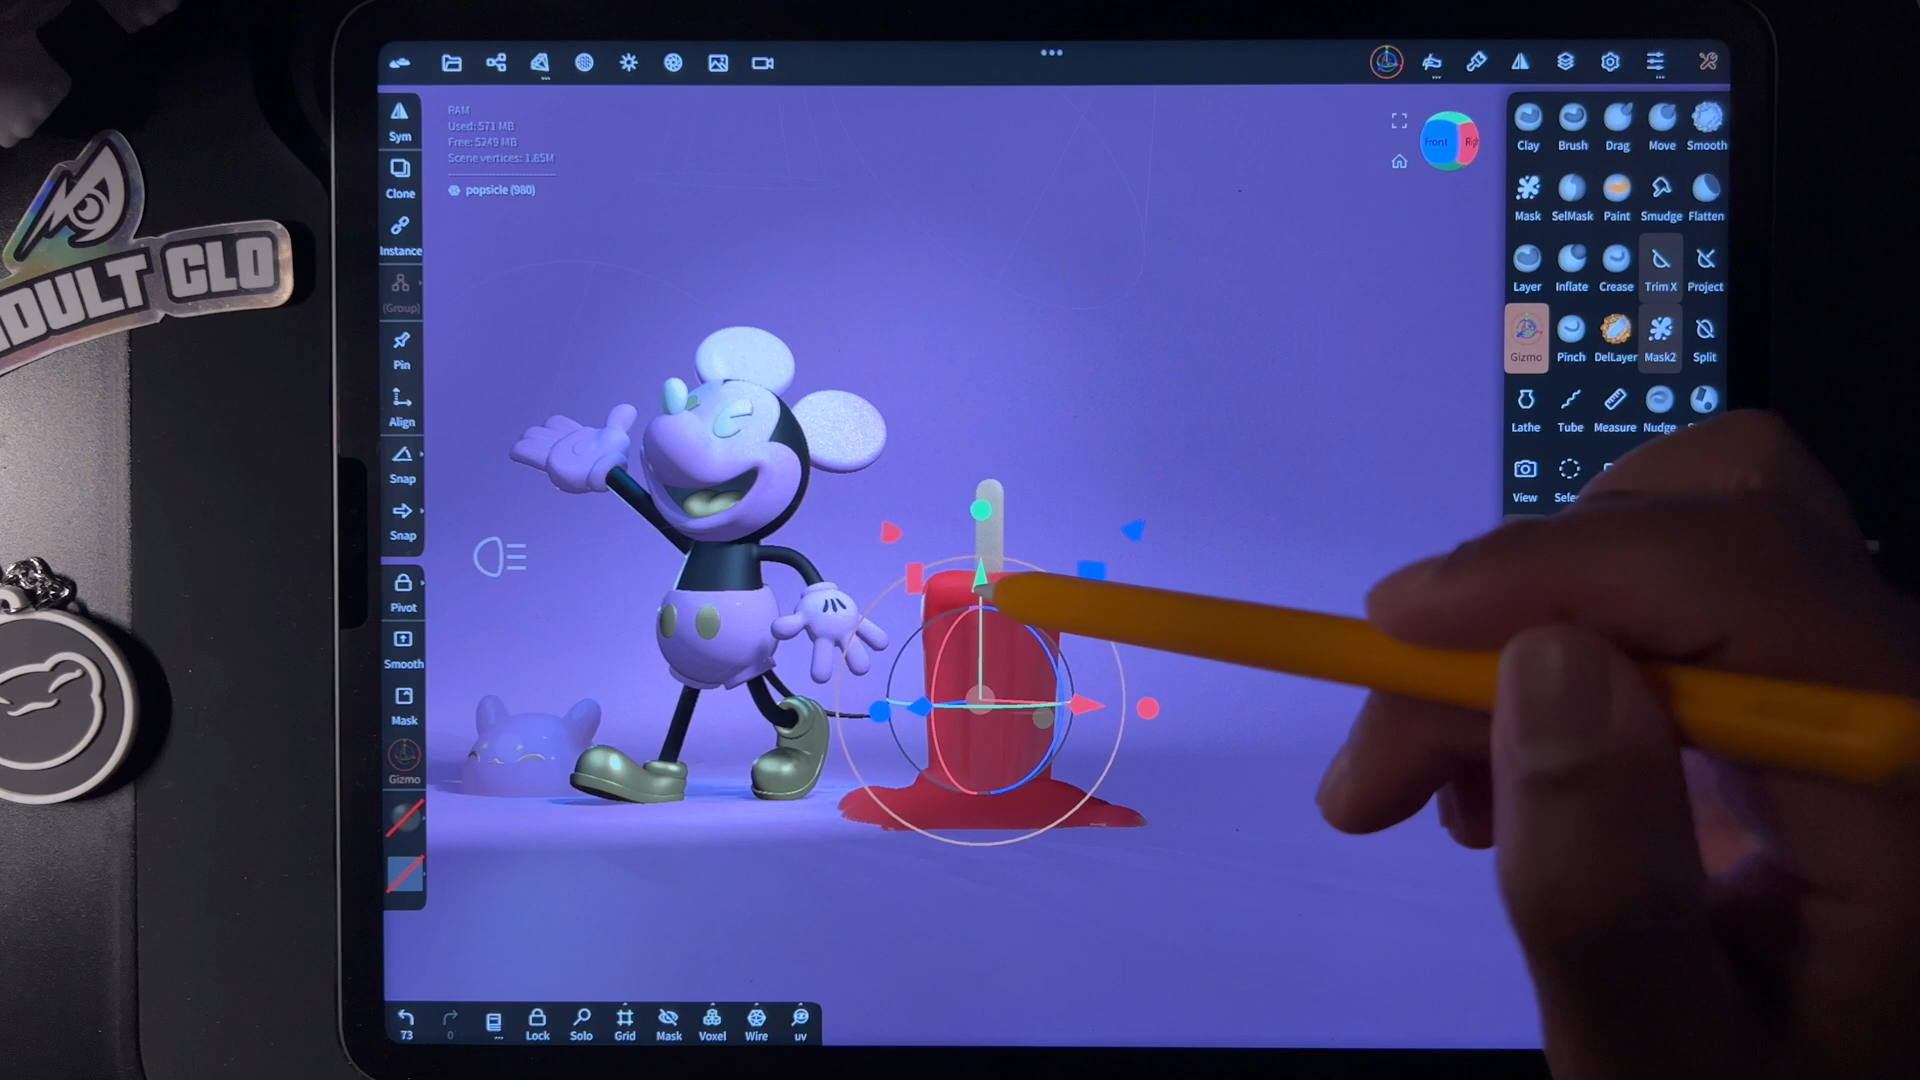 RAM
Used: 571 MB
Free: 5249 MB
Scene vertices: 1.85M
popsicle (980)
Sym
Clone
Instance
(Group)
Pin
Align
Snap
Snap
Pivot
Smooth
Mask
Gizmo
Front
Clay Brush Drag Move Smooth
Mask SelMask Paint Smudge Flatten
Layer Inflate Crease Trim X Project
Gizmo Pinch DelLayer Mask2 Split
Lathe Tube Measure Nudge
View
73 0 Lock Solo Grid Mask Voxel Wire uv
DULT CLO